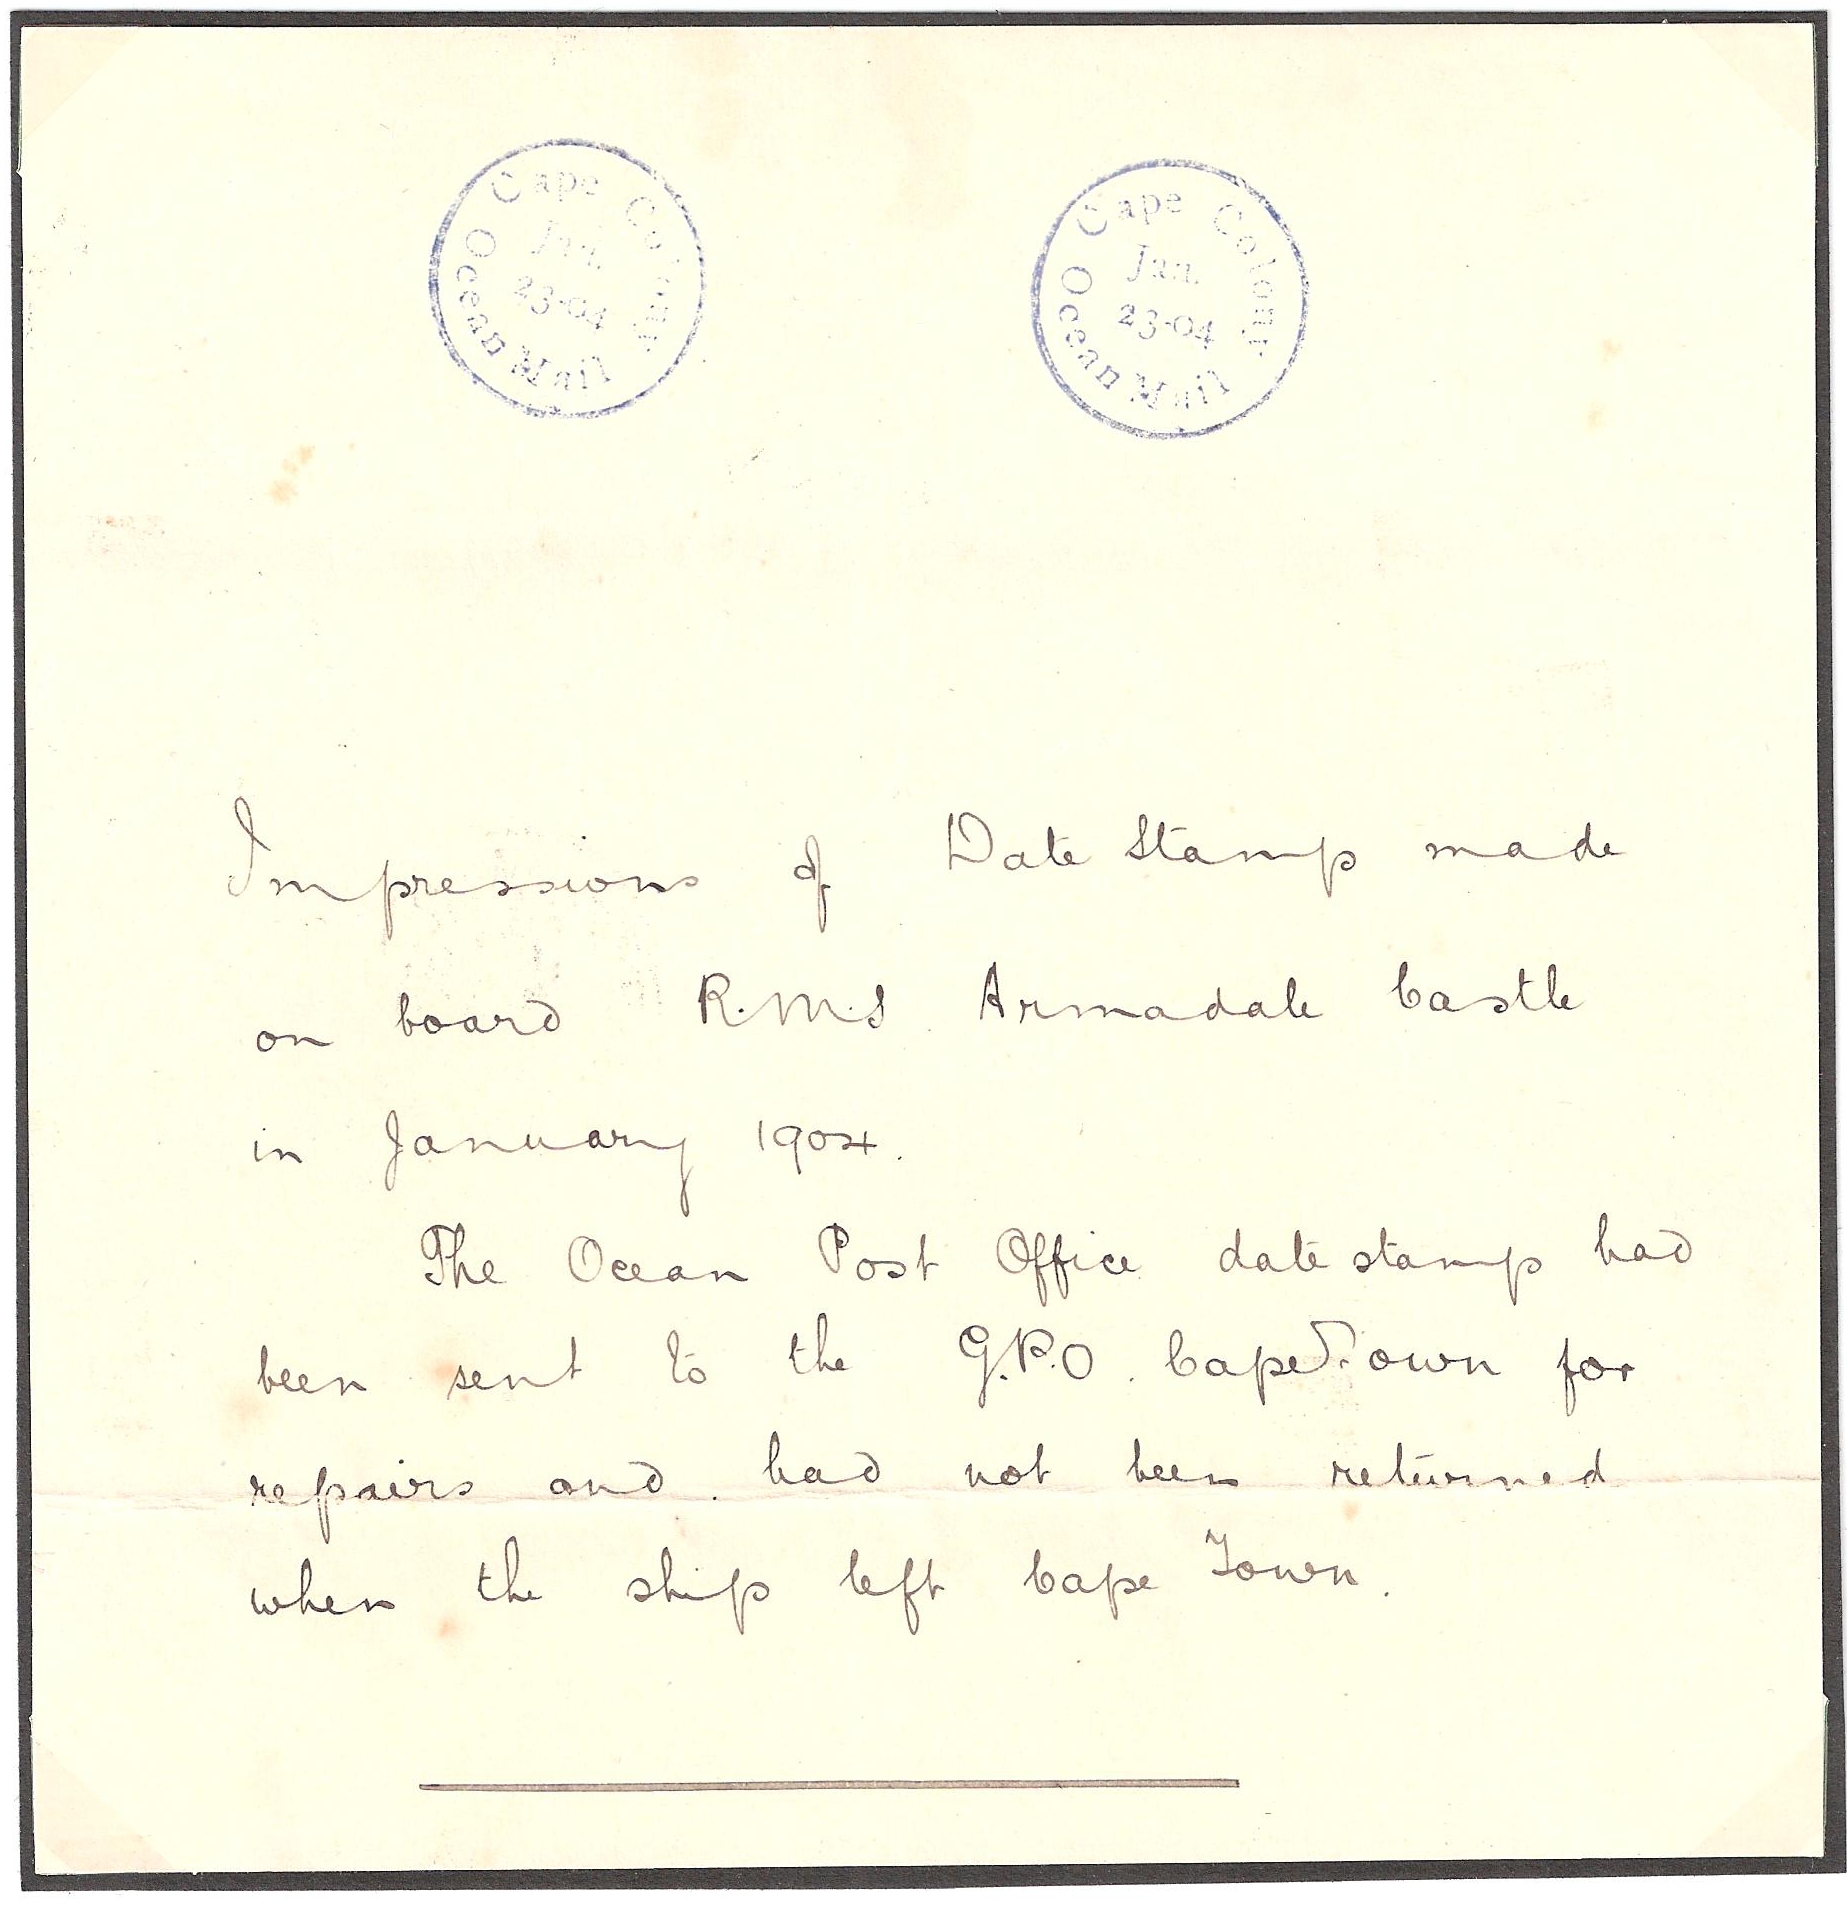 Cape Colony
Jan.
23-04
Ocean Mail
Cape Colony
Jan.
23-04
Ocean Mail
Impressions of Date Stamp made
on board R.M.S. Armadale Castle
in January 1904.
The Ocean Post Office date stamp had
been sent to the G.P.O. Cape Town for
repairs and had not been returned
when the ship left Cape Town.